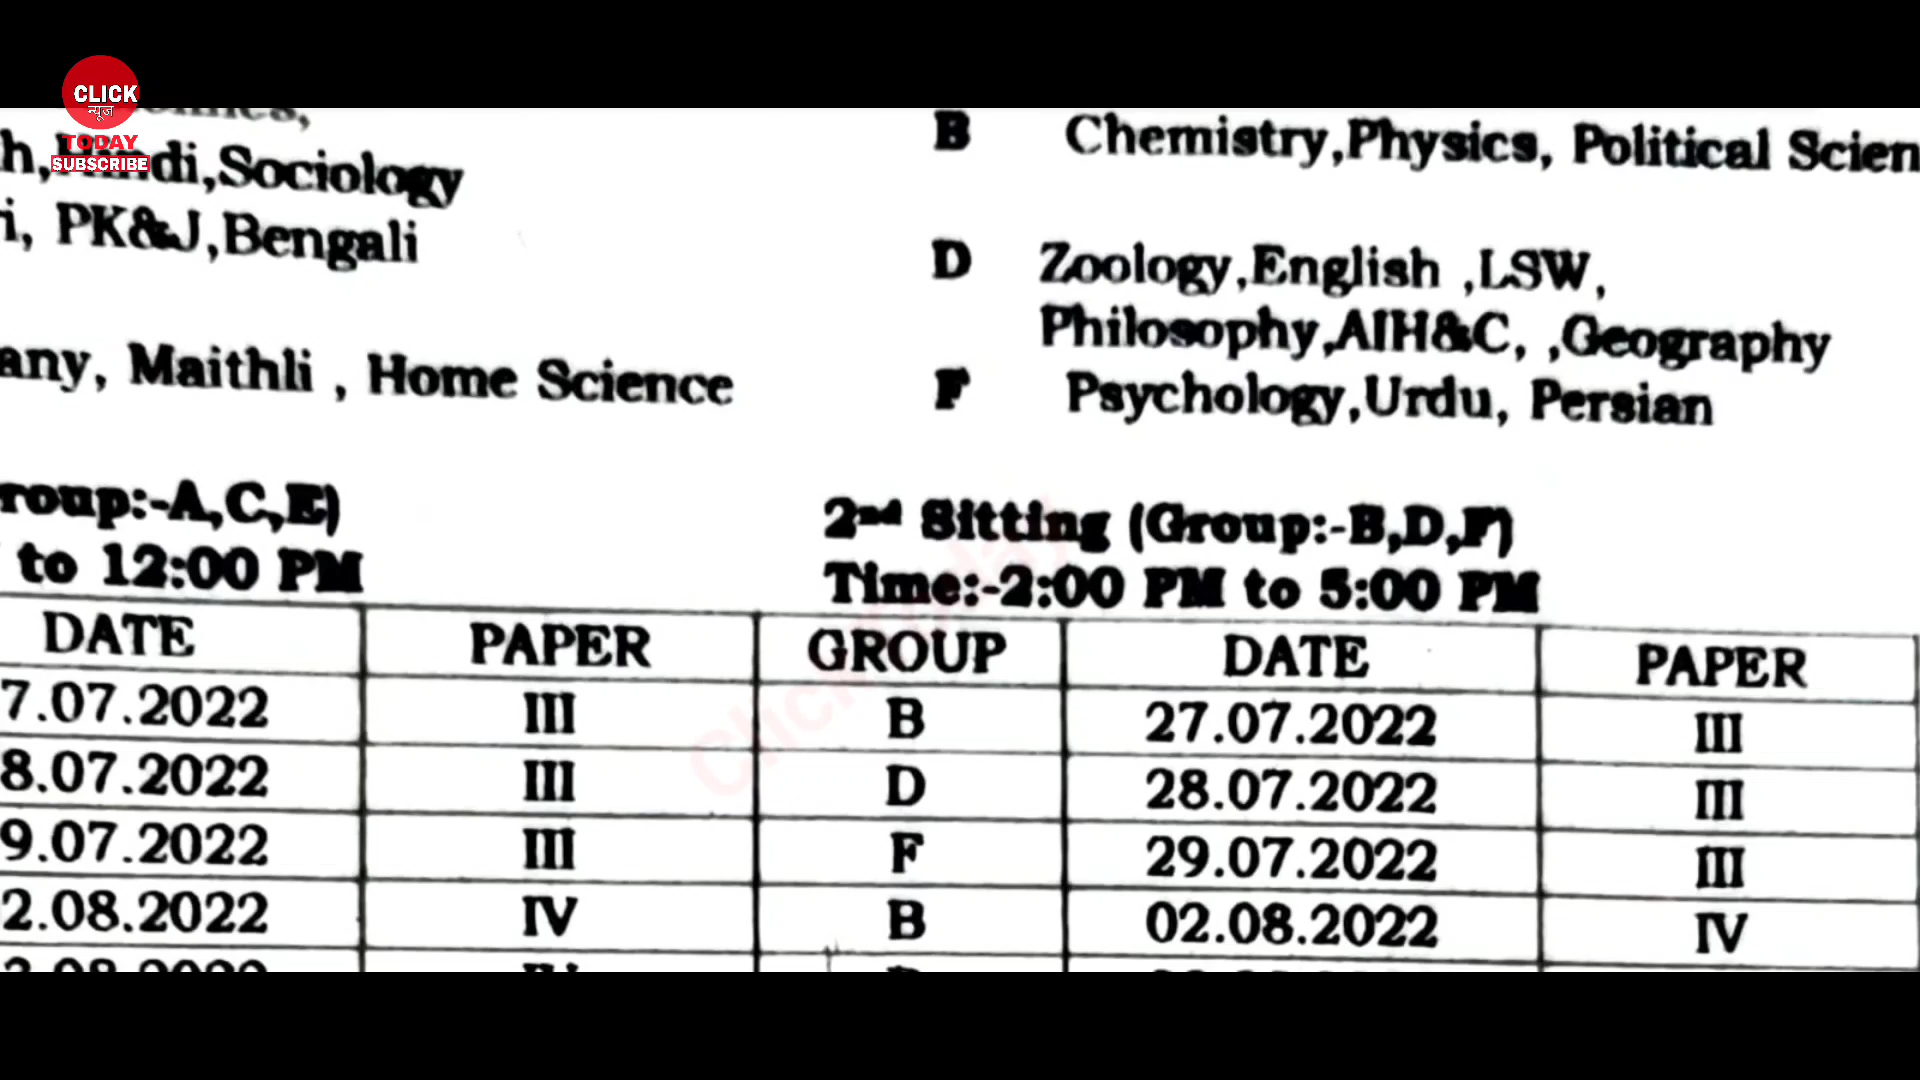 CLICK
न्यूज
TODAY
SUBSCRIBE
B Chemistry,Physics, Political Scien
h,Hindi,Sociology
i, PK&J,Bengali
D Zoology,English ,LSW,
Philosophy,AIH&C, ,Geography
any, Maithli , Home Science
F Psychology,Urdu, Persian
roup:-A,C,E)
2nd Sitting (Group:-B,D,F)
to 12:00 PM
Time:-2:00 PM to 5:00 PM
DATE PAPER GROUP DATE PAPER
7.07.2022 III B 27.07.2022 III
8.07.2022 III D 28.07.2022 III
9.07.2022 III F 29.07.2022 III
2.08.2022 IV B 02.08.2022 IV